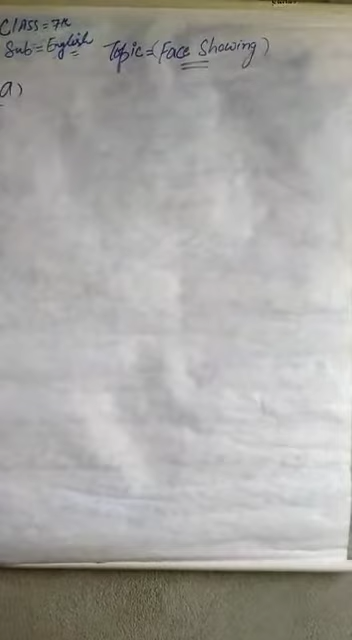 CLASS = 7th
Sub = English Topic = (Face Showing)
a)